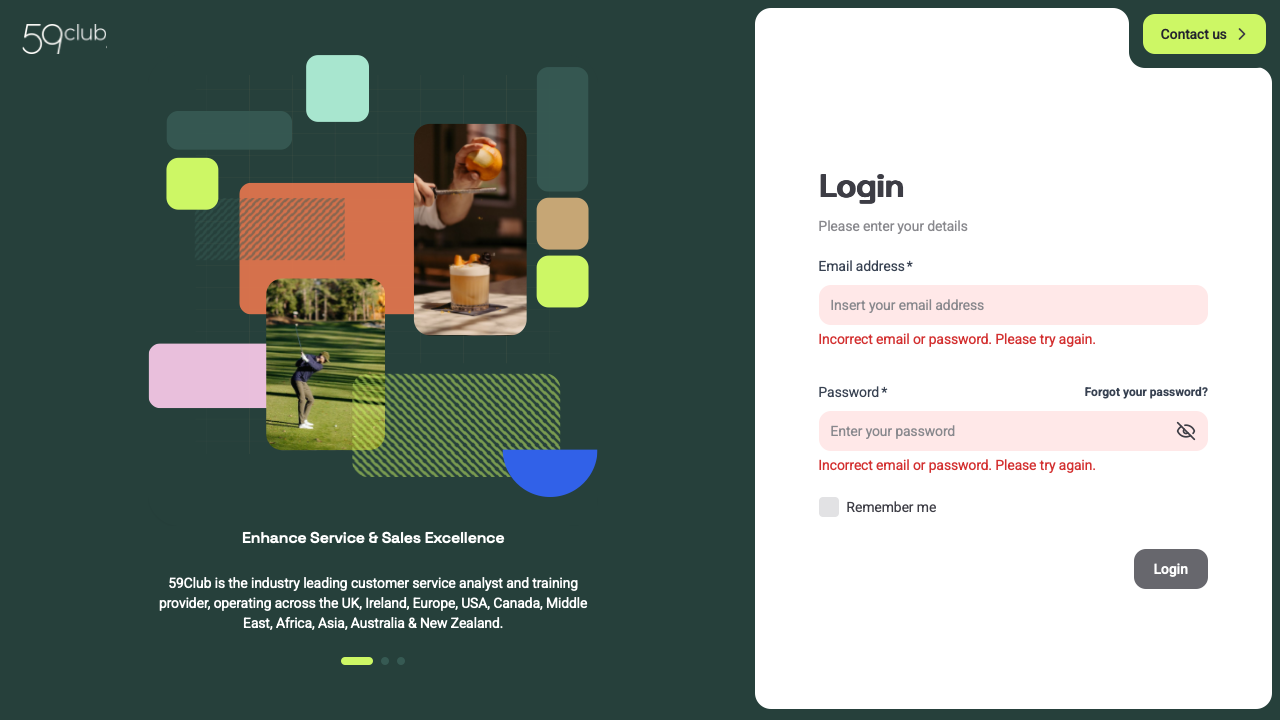 59club
Contact us
Login
Please enter your details
Email address*
Insert your email address
Incorrect email or password. Please try again.
Password*
Forgot your password?
Enter your password
Incorrect email or password. Please try again.
Remember me
Login
Enhance Service & Sales Excellence
59Club is the industry leading customer service analyst and training
provider, operating across the UK, Ireland, Europe, USA, Canada, Middle
East, Africa, Asia, Australia & New Zealand.